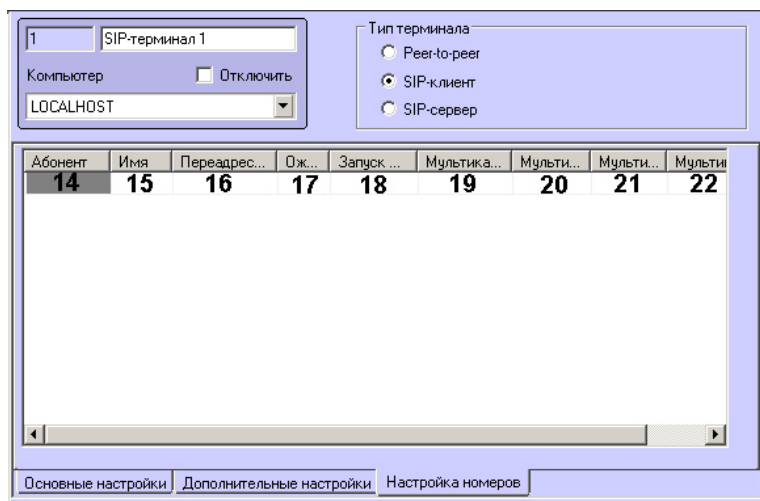 1 SIP-терминал 1
Компьютер Отключить
LOCALHOST
Тип терминала
Peer-to-peer
SIP-клиент
SIP-сервер
Абонент Имя Переадрес... Ож... Запуск ... Мультика... Мульти... Мульти... Мульти
14 15 16 17 18 19 20 21 22
Основные настройки Дополнительные настройки Настройка номеров